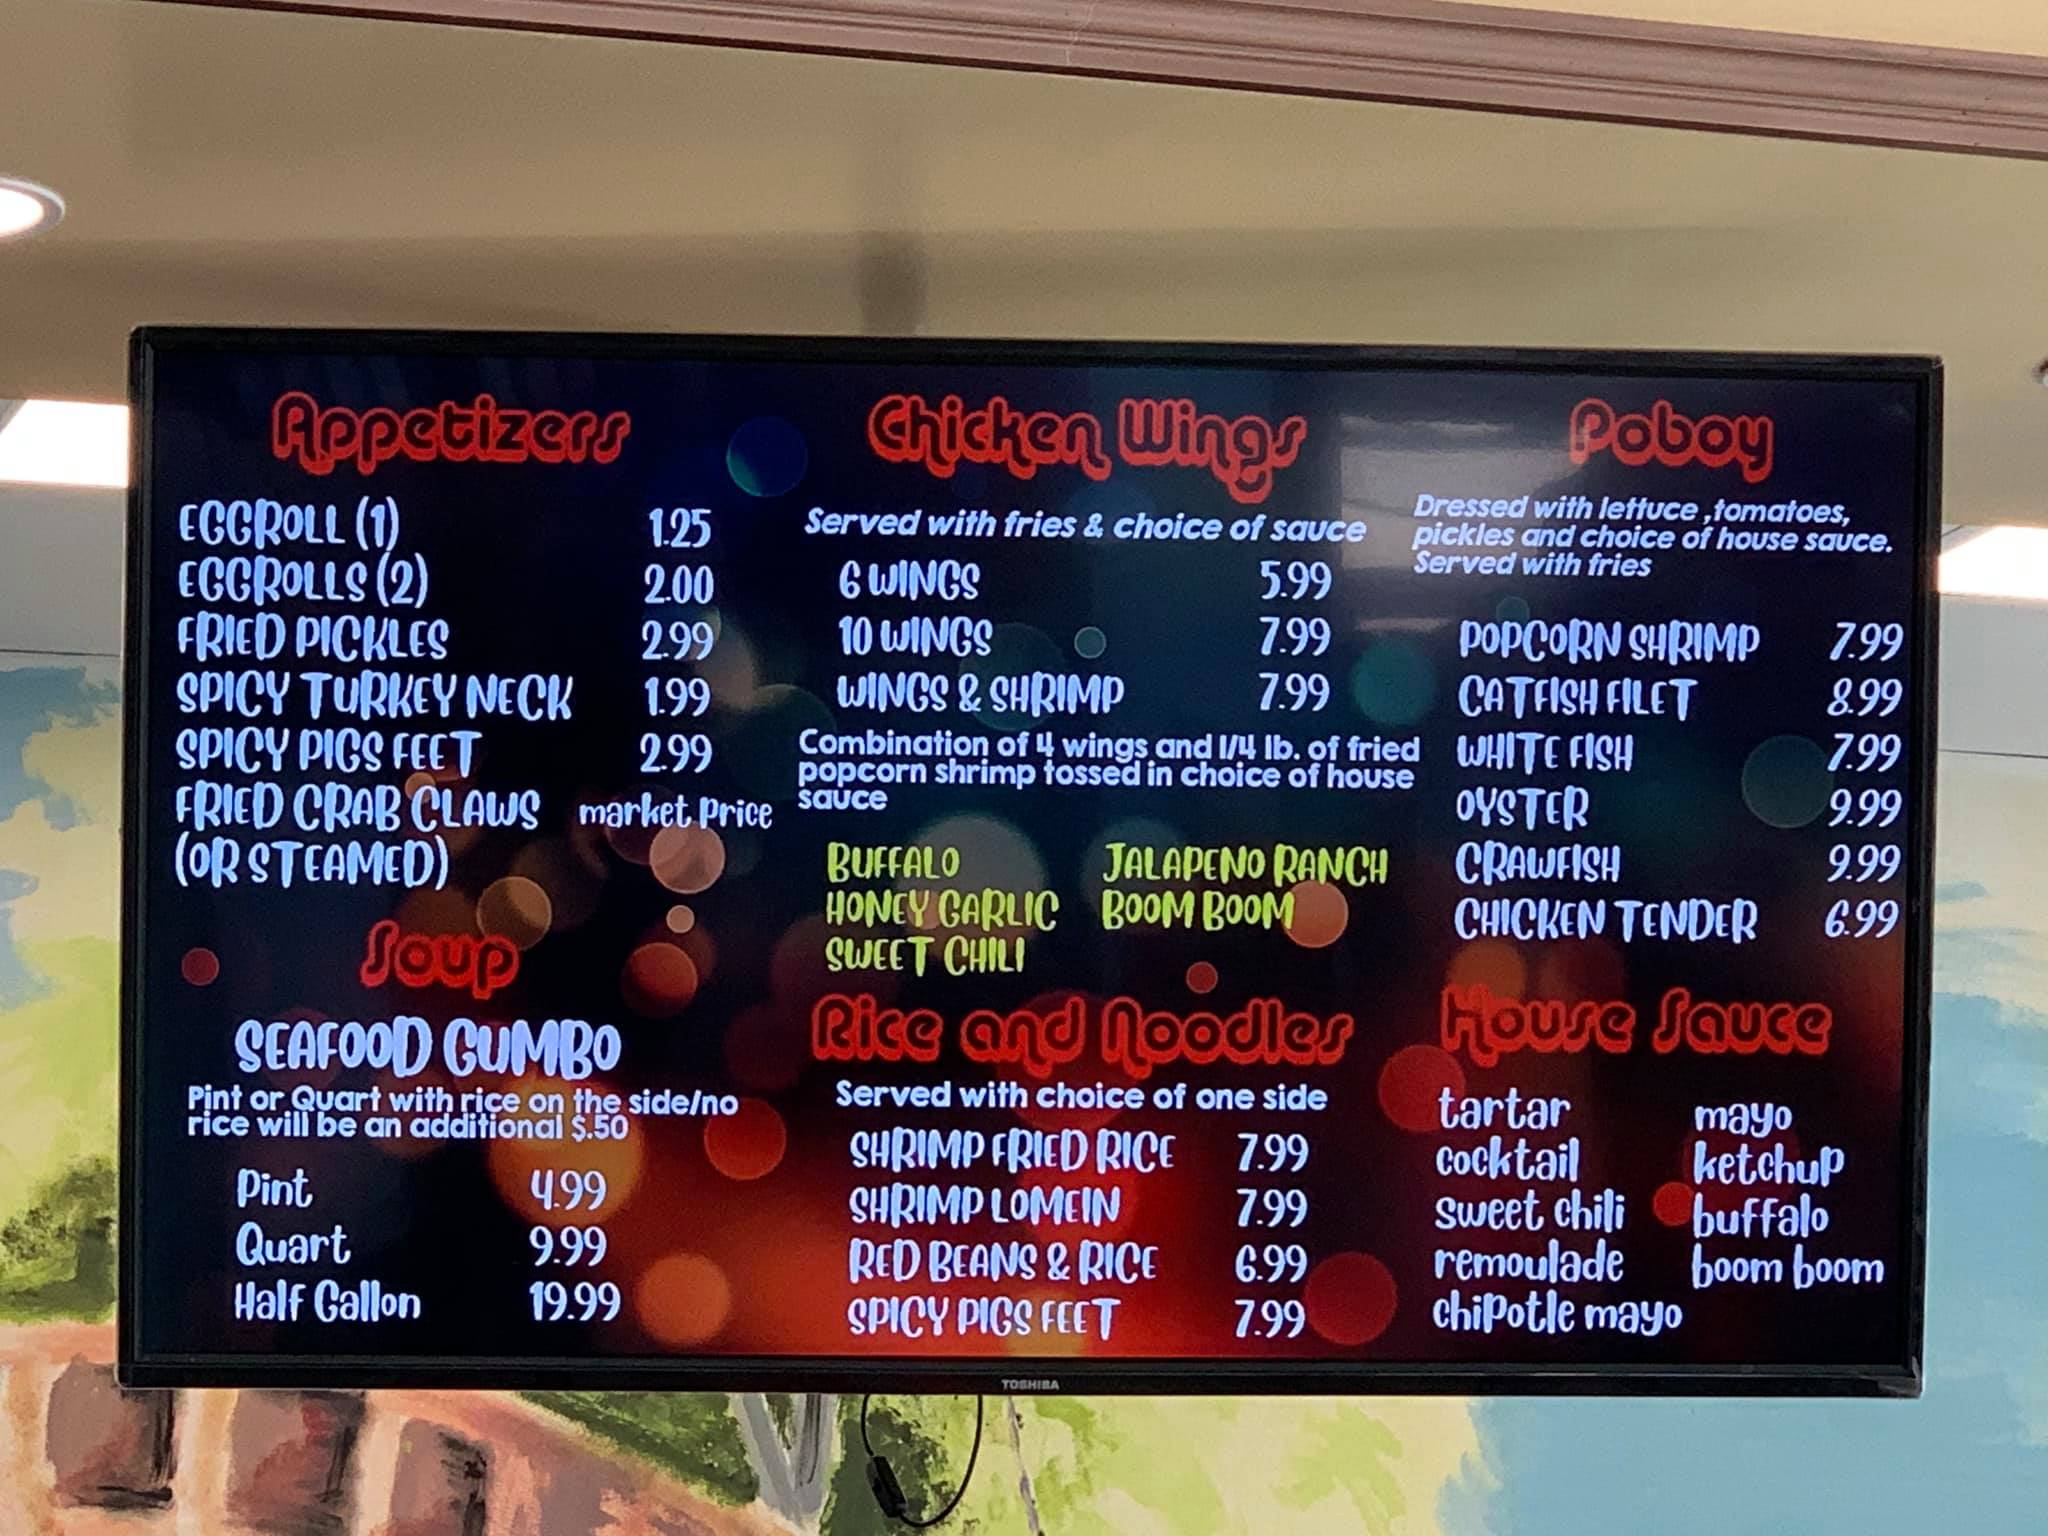 Appetizers
EGGROLL (1) 1.25
EGGROLLS (2) 2.00
FRIED PICKLES 2.99
SPICY TURKEY NECK 1.99
SPICY PIGS FEET 2.99
FRIED CRAB CLAWS market price
(OR STEAMED)
Soup
SEAFOOD GUMBO
Pint or Quart with rice on the side/no
rice will be an additional $.50
Pint 4.99
Quart 9.99
Half Gallon 19.99
Chicken Wings
Served with fries & choice of sauce
6 WINGS 5.99
10 WINGS 7.99
WINGS & SHRIMP 7.99
Combination of 4 wings and 1/4 lb. of fried
popcorn shrimp tossed in choice of house
sauce
BUFFALO JALAPENO RANCH
HONEY GARLIC BOOM BOOM
SWEET CHILI
Rice and Noodles
Served with choice of one side
SHRIMP FRIED RICE 7.99
SHRIMP LOMEIN 7.99
RED BEANS & RICE 6.99
SPICY PIGS FEET 7.99
Poboy
Dressed with lettuce ,tomatoes,
pickles and choice of house sauce.
Served with fries
POPCORN SHRIMP 7.99
CATFISH FILET 8.99
WHITE FISH 7.99
OYSTER 9.99
CRAWFISH 9.99
CHICKEN TENDER 6.99
House Sauce
tartar mayo
cocktail ketchup
sweet chili buffalo
remoulade boom boom
chipotle mayo
TOSHIBA